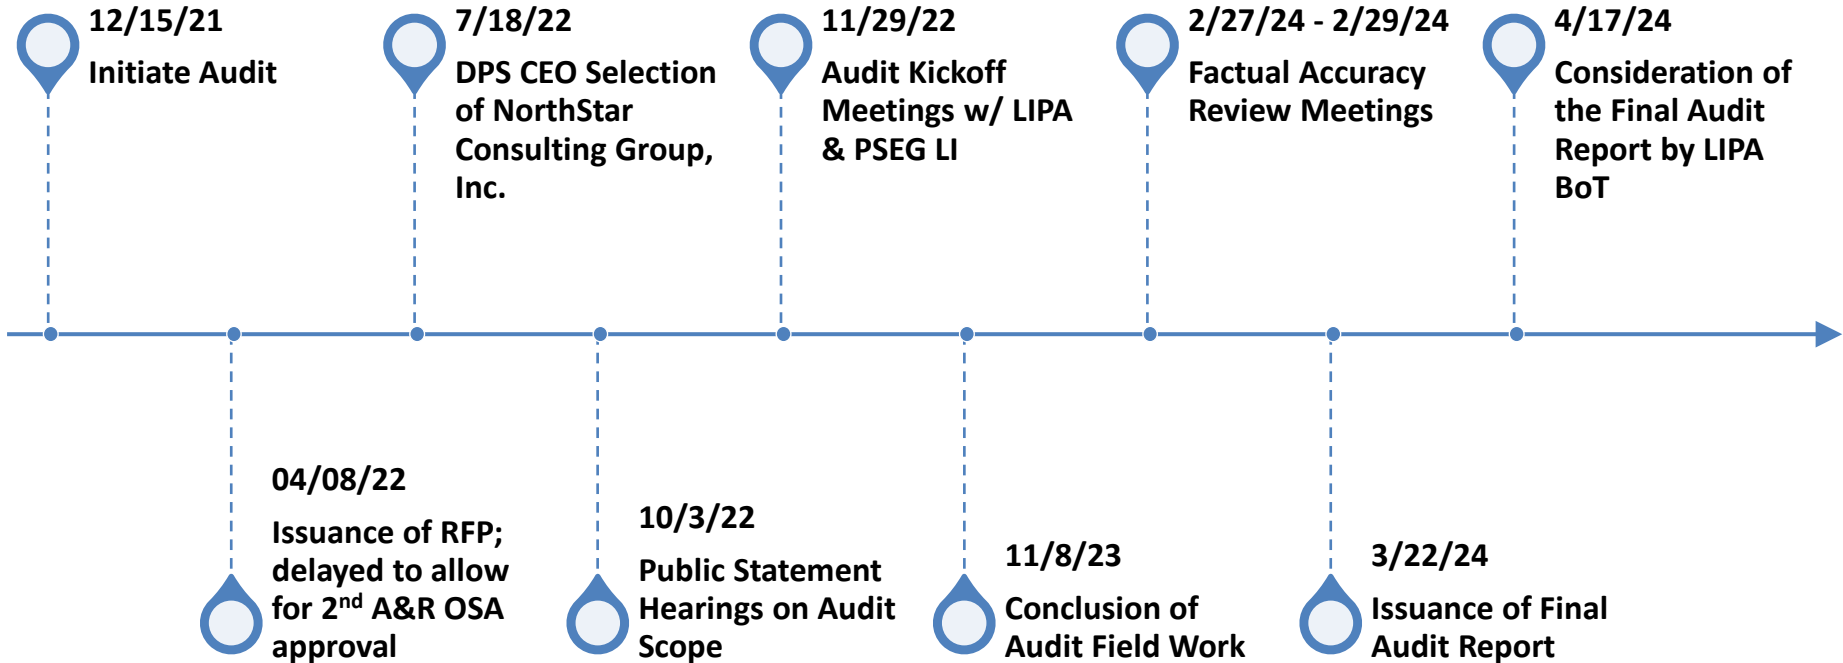 12/15/21
Initiate Audit
7/18/22
DPS CEO Selection
of NorthStar
Consulting Group,
Inc.
11/29/22
Audit Kickoff
Meetings w/ LIPA
& PSEG LI
2/27/24 - 2/29/24
Factual Accuracy
Review Meetings
4/17/24
Consideration of
the Final Audit
Report by LIPA
BoT
04/08/22
Issuance of RFP;
delayed to allow
for 2nd A&R OSA
approval
10/3/22
Public Statement
Hearings on Audit
Scope
11/8/23
Conclusion of
Audit Field Work
3/22/24
Issuance of Final
Audit Report